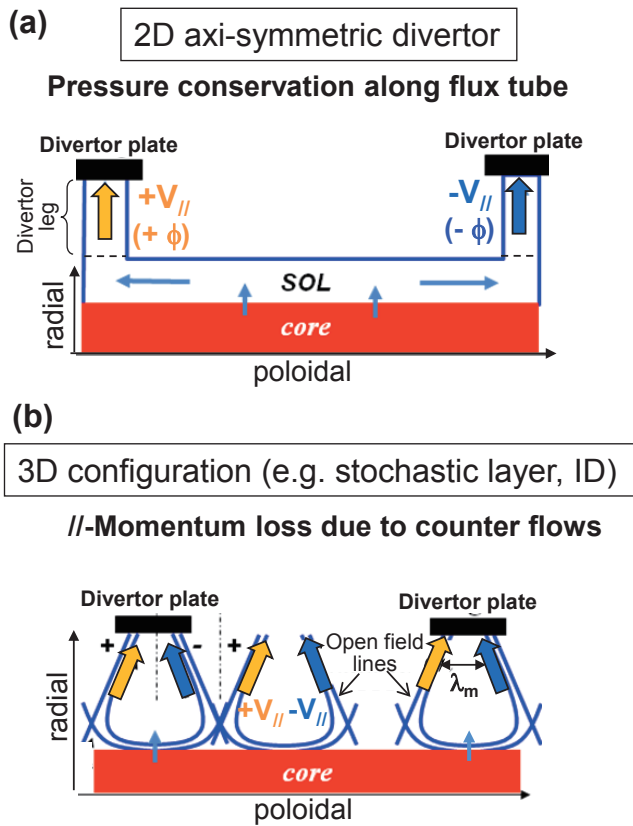 (a)
2D axi-symmetric divertor
Pressure conservation along flux tube
Divertor plate
Divertor plate
Divertor
leg
+V//
(+ ϕ)
-V//
(- ϕ)
SOL
radial
core
poloidal
(b)
3D configuration (e.g. stochastic layer, ID)
//-Momentum loss due to counter flows
Divertor plate
Divertor plate
+ - +
Open field
lines
λm
+V// -V//
radial
core
poloidal